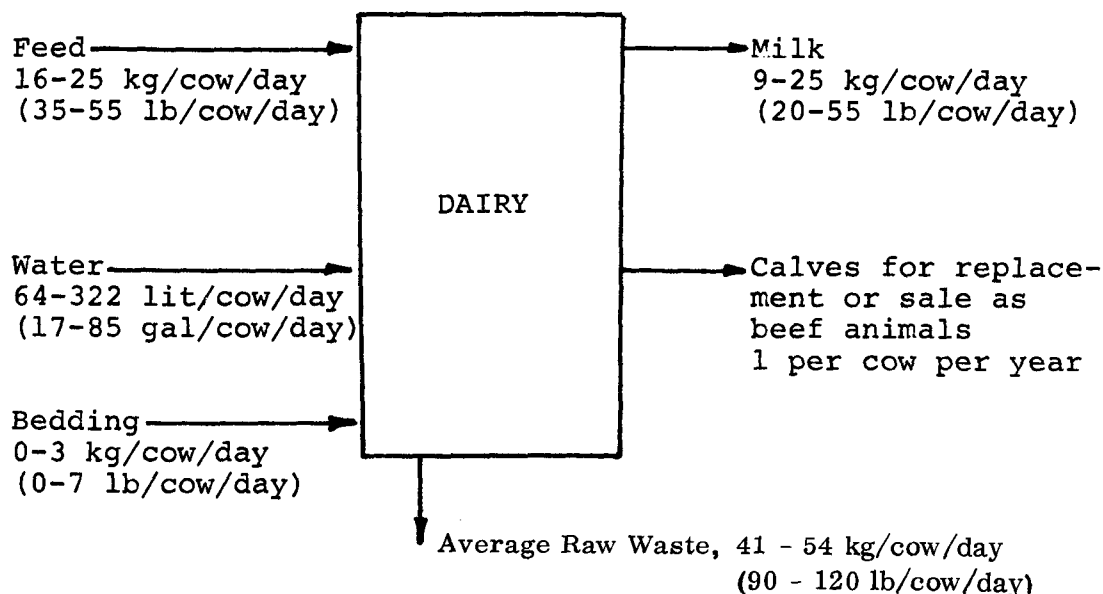 Feed
16-25 kg/cow/day
(35-55 lb/cow/day)
Water
64-322 lit/cow/day
(17-85 gal/cow/day)
Bedding
0-3 kg/cow/day
(0-7 lb/cow/day)
DAIRY
Milk
9-25 kg/cow/day
(20-55 lb/cow/day)
Calves for replace-
ment or sale as
beef animals
1 per cow per year
Average Raw Waste, 41 - 54 kg/cow/day
(90 - 120 lb/cow/day)